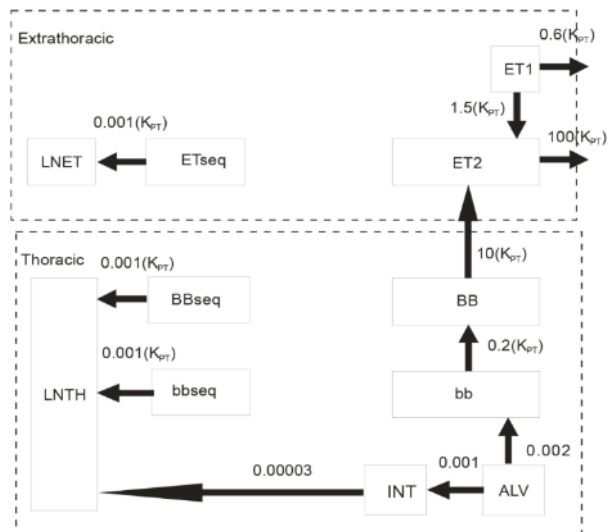 Extrathoracic
0.6(K_PT)
ET1
0.001(K_PT)
1.5(K_PT)
100(K_PT)
LNET
ETseq
ET2
Thoracic
0.001(K_PT)
10(K_PT)
BBseq
BB
0.001(K_PT)
0.2(K_PT)
LNTH
bbseq
bb
0.002
0.00003
0.001
INT
ALV